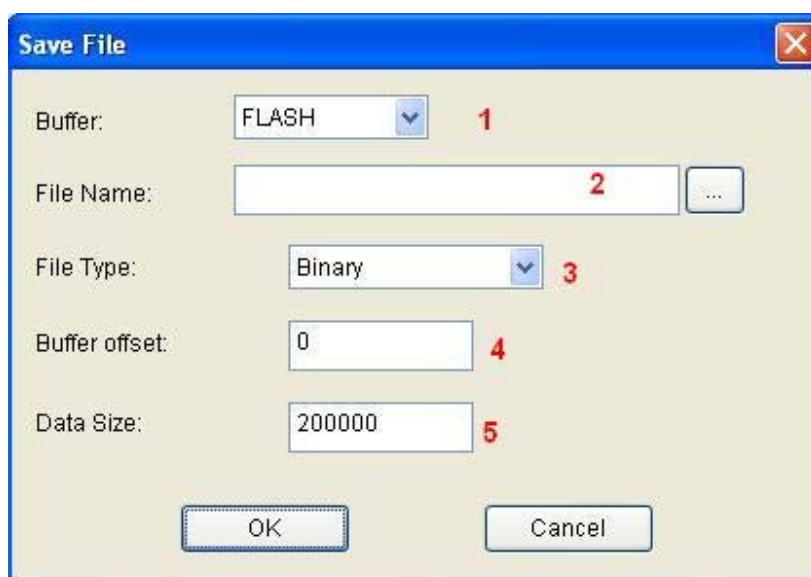 Save File
Buffer: FLASH 1
File Name: 2 ...
File Type: Binary 3
Buffer offset: 0 4
Data Size: 200000 5
OK Cancel